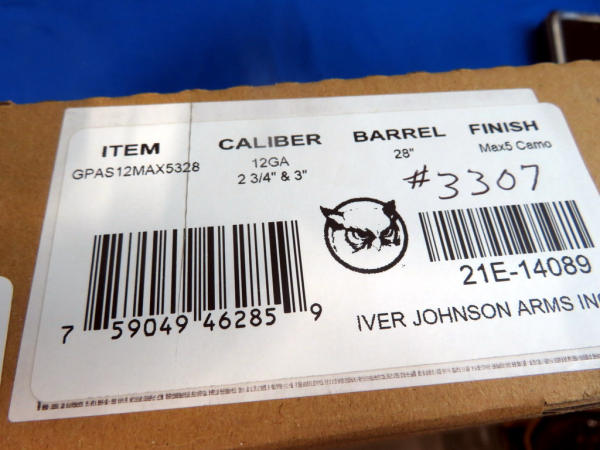 ITEM CALIBER BARREL FINISH
GPAS12MAX5328 12GA 28" Max5 Camo
2 3/4" & 3"
#3307
21E-14089
7 59049 46285 9
IVER JOHNSON ARMS IN